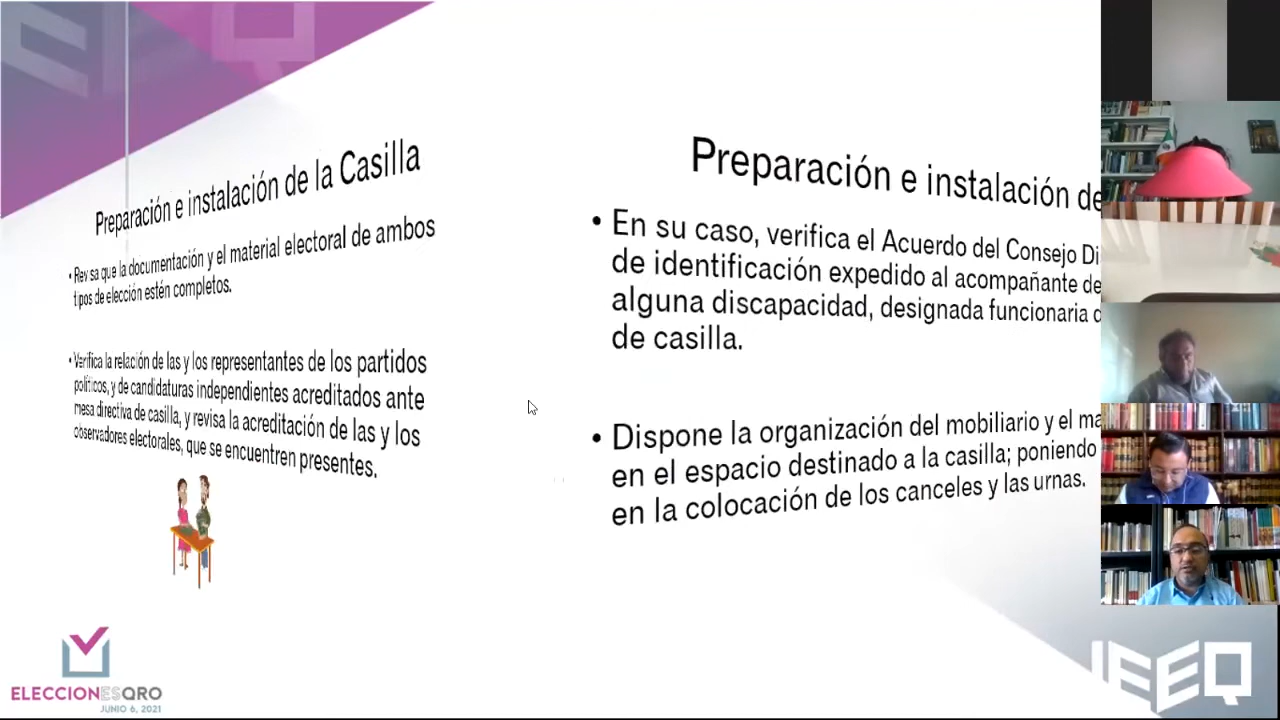 Preparación e instalación de la Casilla
• Rev sa que la documentación y el material electoral de ambos
tipos de elección estén completos.
• Verifica la relación de las y los representantes de los partidos
políticos, y de candidaturas independientes acreditados ante
mesa directiva de casilla, y revisa la acreditación de las y los
observadores electorales, que se encuentren presentes.
Preparación e instalación de
• En su caso, verifica el Acuerdo del Consejo Di
de identificación expedido al acompañante de
alguna discapacidad, designada funcionaria d
de casilla.
• Dispone la organización del mobiliario y el ma
en el espacio destinado a la casilla; poniendo
en la colocación de los canceles y las urnas.
ELECCIONESQRO
JUNIO 6, 2021
IEEQ